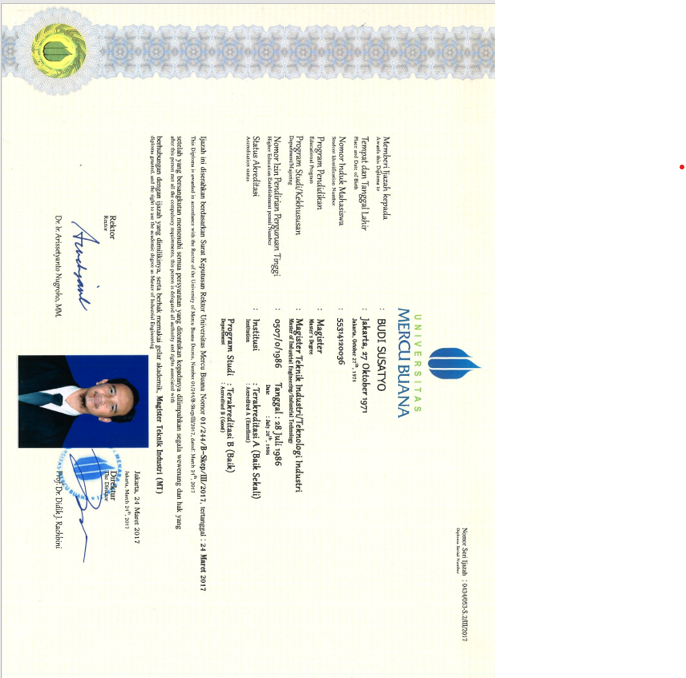 Nomor Seri Ijazah : 0434/053-S.2/III/2017
Diploma Serial Number
UNIVERSITAS
MERCU BUANA
Memberi Ijazah kepada : BUDI SUSATYO
Awards this Diploma to
Tempat dan Tanggal Lahir : Jakarta, 27 Oktober 1971
Place and Date of Birth Jakarta, October 27th, 1971
Nomor Induk Mahasiswa : 55314120036
Student Identification Number
Program Pendidikan : Magister
Educational Program Master's Degree
Program Studi/Kekhususan : Magister Teknik Industri/Teknologi Industri
Department/Majoring Master of Industrial Engineering/Industrial Technology
Nomor Izin Pendirian Perguruan Tinggi : 0507/0/1986 Tanggal : 28 Juli 1986
Higher Education Establishment permit Number Date : July 28th, 1986
Status Akreditasi : Institusi : Terakreditasi A (Baik Sekali)
Accreditation status Institution : Accredited A (Excellent)
Program Studi : Terakreditasi B (Baik)
Department : Accredited B (Good)
Ijazah ini diserahkan berdasarkan Surat Keputusan Rektor Universitas Mercu Buana Nomor 01/244/B-Skep/III/2017, tertanggal : 24 Maret 2017
This Diploma is awarded in accordance with the Rector of the University of Mercu Buana Decree, Number 01/244/B-Skep/III/2017, dated : March 24th, 2017
setelah yang bersangkutan memenuhi semua persyaratan yang ditentukan kepadanya dilimpahkan segala wewenang dan hak yang
after this person met all the compulsory requirements, this person is delegated all authority and rights associated with
berhubungan dengan ijazah yang dimilikinya, serta berhak memakai gelar akademik, Magister Teknik Industri (MT)
diploma granted, and the right to use the academic degree as Master of Industrial Engineering
Jakarta, 24 Maret 2017
Jakarta, March 24th, 2017
Rektor Direktur
Rector The Director
Dr. Ir. Arissetyanto Nugroho, MM. Prof. Dr. Didik J. Rachbini